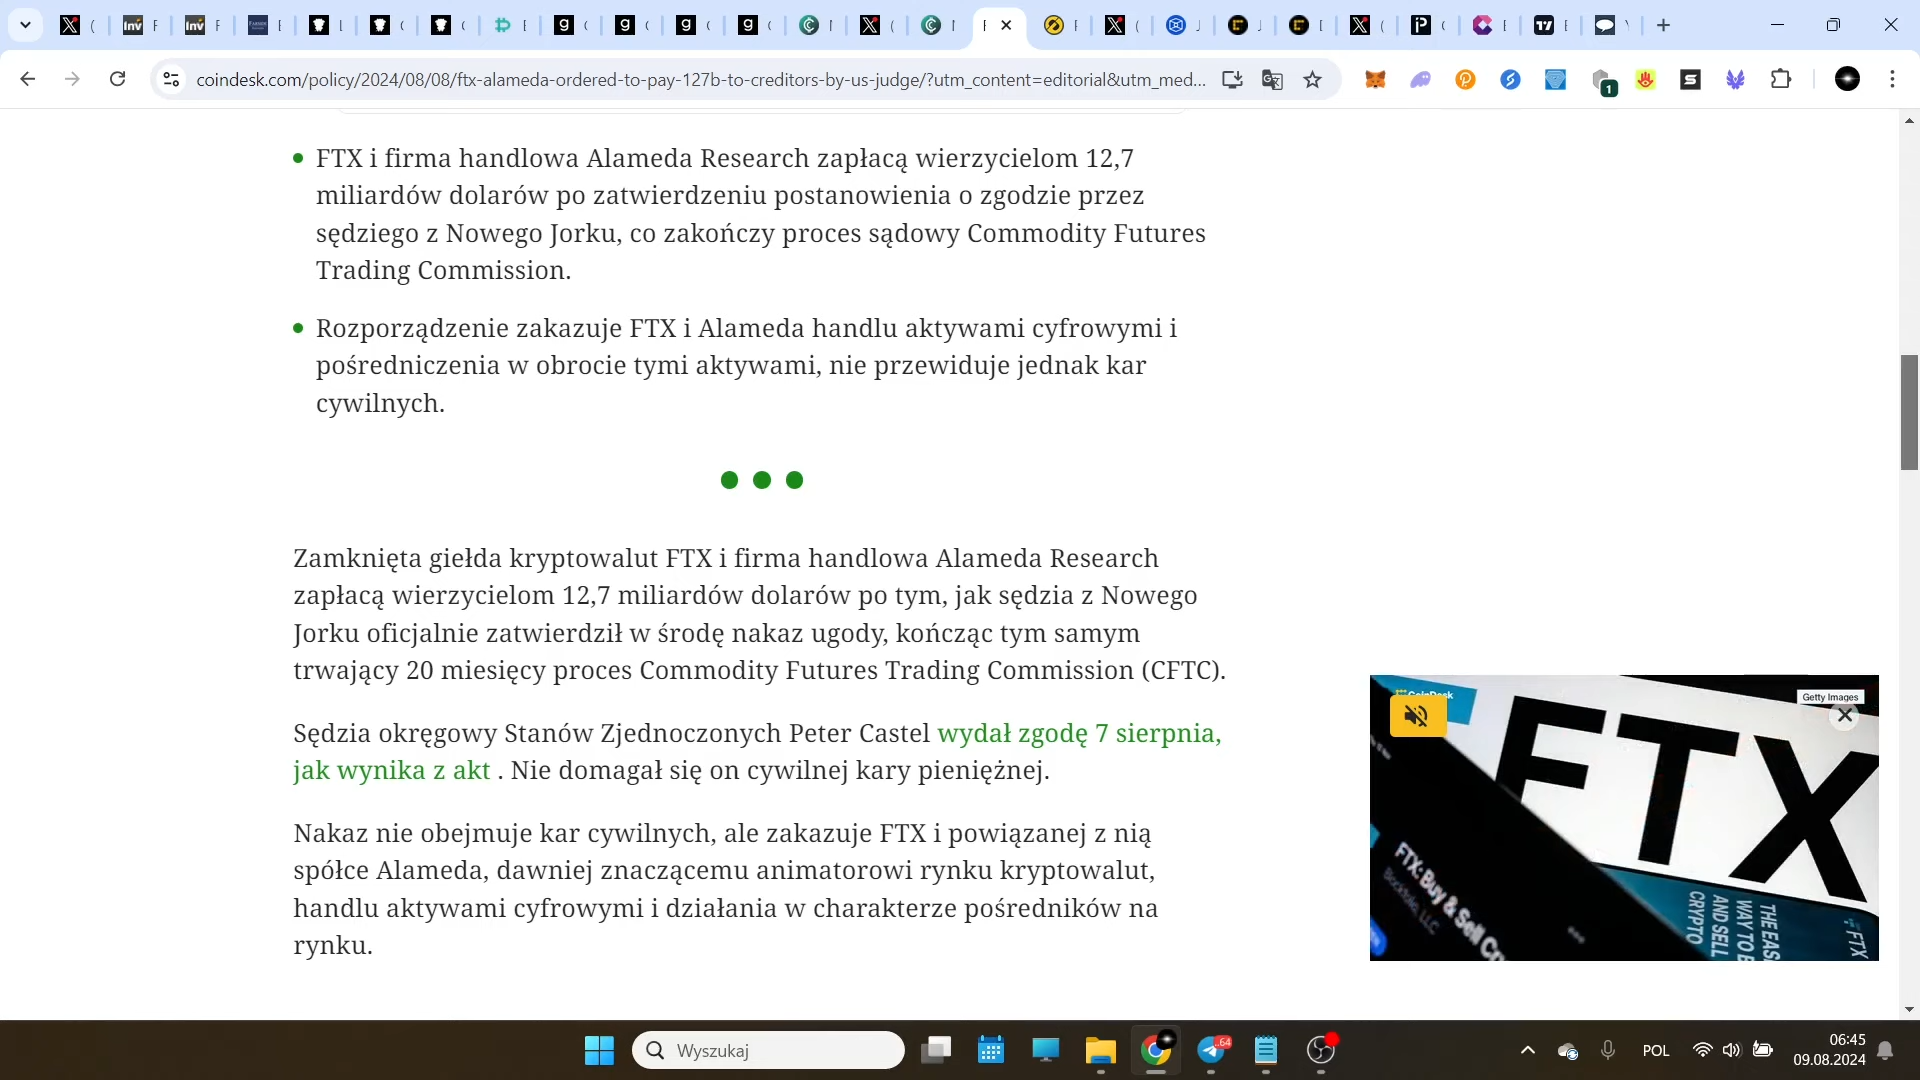 coindesk.com/policy/2024/08/08/ftx-alameda-ordered-to-pay-127b-to-creditors-by-us-judge/?utm_content=editorial&utm_med...
FTX i firma handlowa Alameda Research zapłacą wierzycielom 12,7
miliardów dolarów po zatwierdzeniu postanowienia o zgodzie przez
sędziego z Nowego Jorku, co zakończy proces sądowy Commodity Futures
Trading Commission.
Rozporządzenie zakazuje FTX i Alameda handlu aktywami cyfrowymi i
pośredniczenia w obrocie tymi aktywami, nie przewiduje jednak kar
cywilnych.
Zamknięta giełda kryptowalut FTX i firma handlowa Alameda Research
zapłacą wierzycielom 12,7 miliardów dolarów po tym, jak sędzia z Nowego
Jorku oficjalnie zatwierdził w środę nakaz ugody, kończąc tym samym
trwający 20 miesięcy proces Commodity Futures Trading Commission (CFTC).
Sędzia okręgowy Stanów Zjednoczonych Peter Castel wydał zgodę 7 sierpnia,
jak wynika z akt . Nie domagał się on cywilnej kary pieniężnej.
Nakaz nie obejmuje kar cywilnych, ale zakazuje FTX i powiązanej z nią
spółce Alameda, dawniej znaczącemu animatorowi rynku kryptowalut,
handlu aktywami cyfrowymi i działania w charakterze pośredników na
rynku.
CoinDesk
Getty Images
FTX
FTX: Buy & Sell Cr
Blockfolio, LLC
THE EAS
WAY TO B
AND SELL
CRYPTO
FTX
Wyszukaj
.64
POL
06:45
09.08.2024